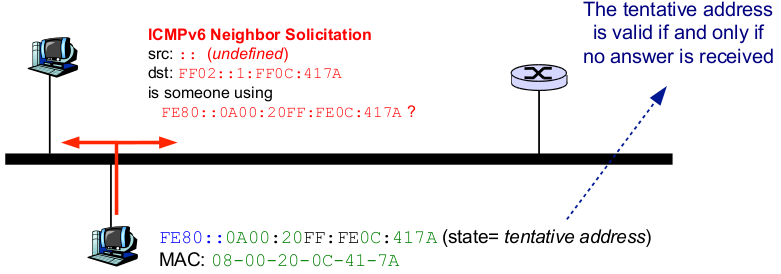 ICMPv6 Neighbor Solicitation
src: :: (undefined)
dst: FF02::1:FF0C:417A
is someone using
FE80::0A00:20FF:FE0C:417A ?
The tentative address
is valid if and only if
no answer is received
FE80::0A00:20FF:FE0C:417A (state= tentative address)
MAC: 08-00-20-0C-41-7A